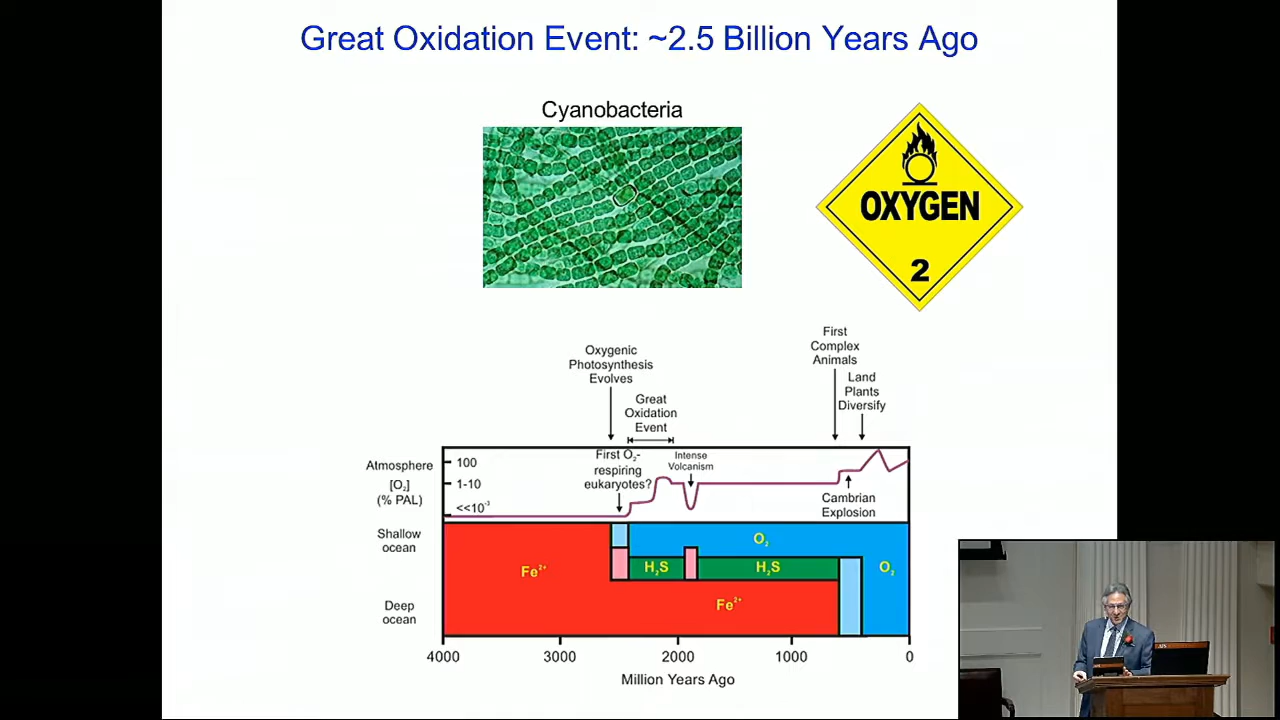 Great Oxidation Event: ~2.5 Billion Years Ago
Cyanobacteria
OXYGEN
2
First
Complex
Animals
Oxygenic
Photosynthesis
Evolves
Land
Plants
Diversify
Great
Oxidation
Event
First O₂-
respiring
eukaryotes?
Intense
Volcanism
Atmosphere
[O₂]
(% PAL)
100
1-10
<<10⁻³
Cambrian
Explosion
Shallow
ocean
Deep
ocean
O₂
Fe²⁺
H₂S
H₂S
O₂
Fe²⁺
4000
3000
2000
1000
0
Million Years Ago